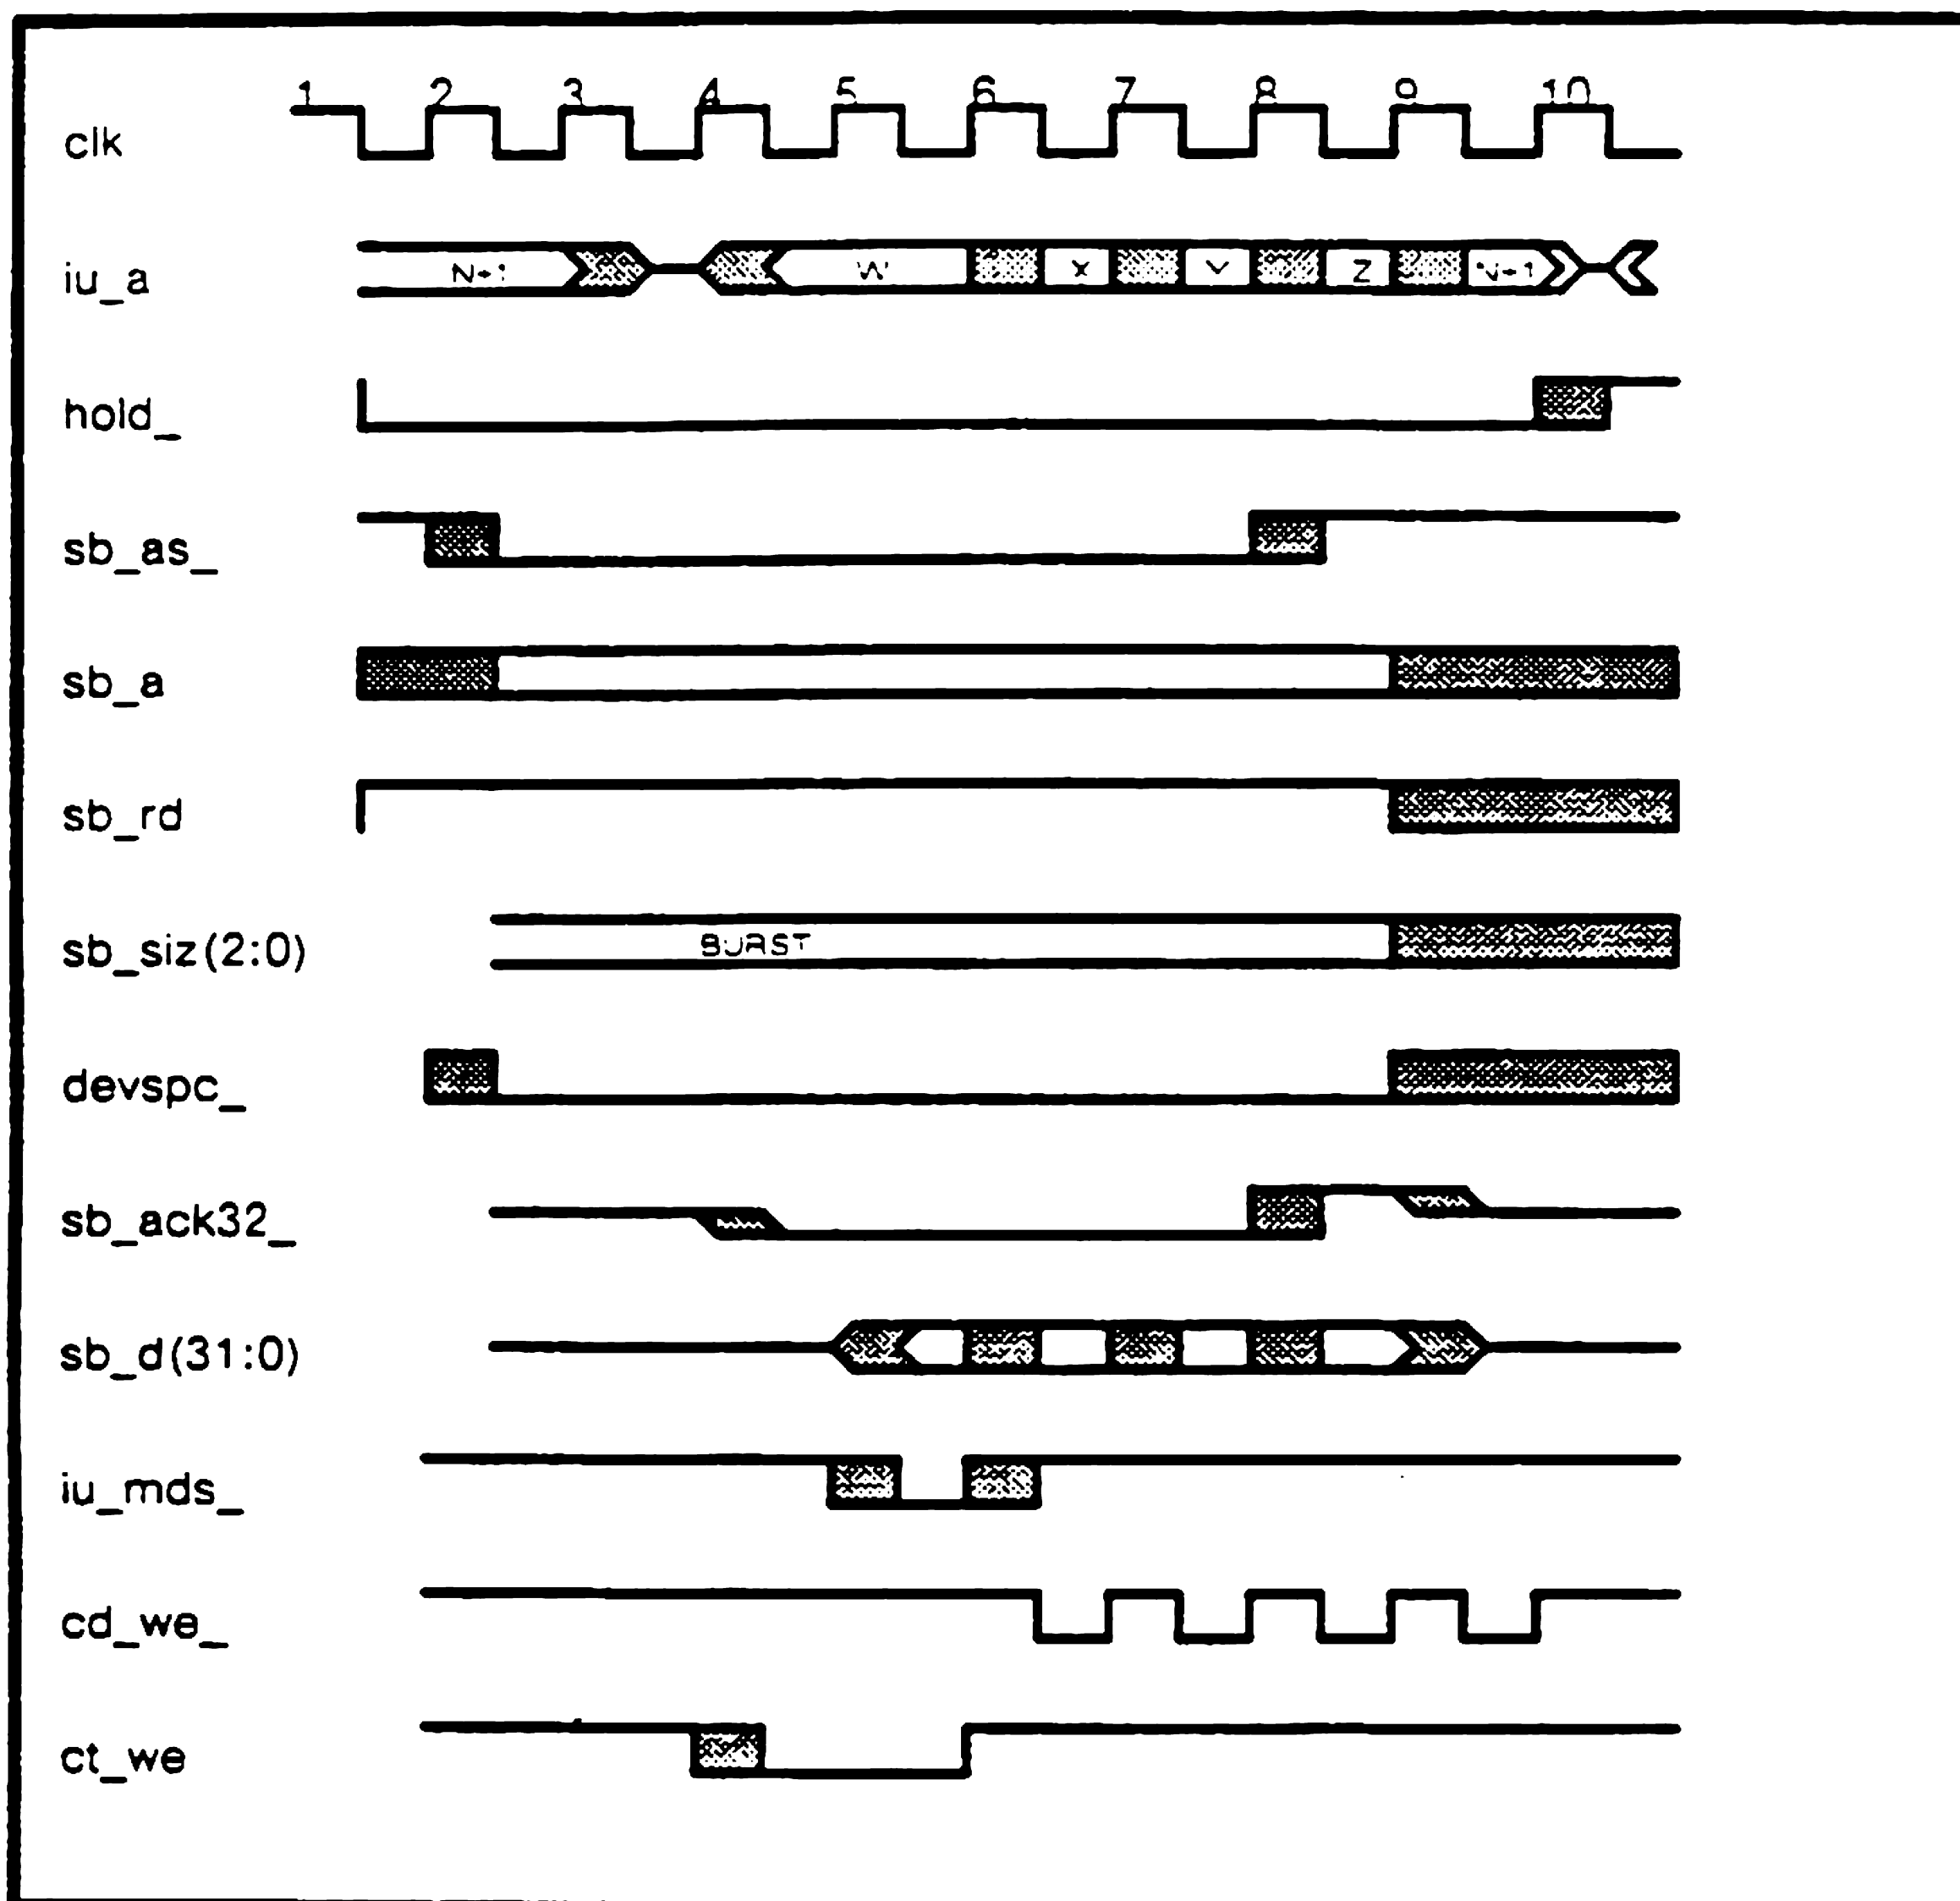 1 2 3 4 5 6 7 8 9 10
clk
iu_a N+1 W X Y Z N+1
hold_
sb_as_
sb_a
sb_rd
sb_siz(2:0) BURST
devspc_
sb_ack32_
sb_d(31:0)
iu_mds_
cd_we_
ct_we